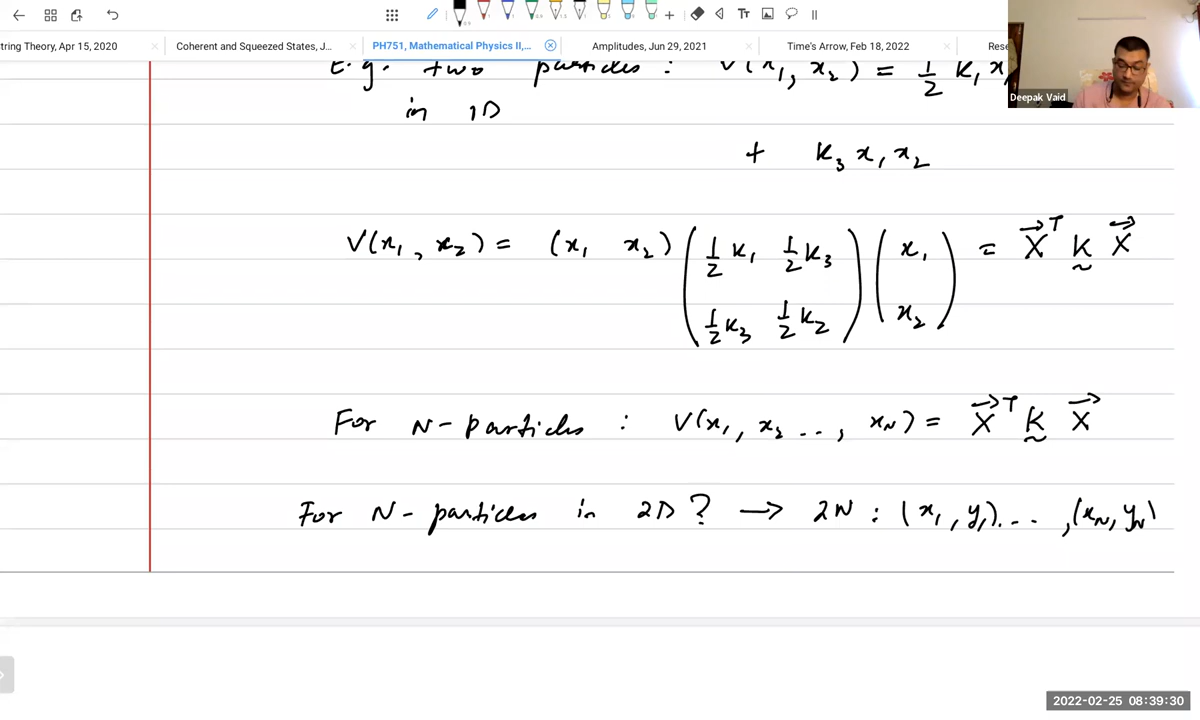 tring Theory, Apr 15, 2020 Coherent and Squeezed States, J... PH751, Mathematical Physics II,... Amplitudes, Jun 29, 2021 Time's Arrow, Feb 18, 2022 Rese
Deepak Vaid
E.g. two particles : V(x₁, x₂) = 1/2 k₁ x
in 1D
+ k₃ x₁ x₂
V(x₁, x₂) = (x₁ x₂) (1/2 k₁ 1/2 k₃ (x₁ = X⃗ᵀ k̰ X⃗
1/2 k₃ 1/2 k₂) x₂)
For N-particles : V(x₁, x₂ ..., x_N) = X⃗ᵀ k̰ X⃗
For N-particles in 2D? → 2N : (x₁, y₁)... ,(x_N, y_N)
2022-02-25 08:39:30